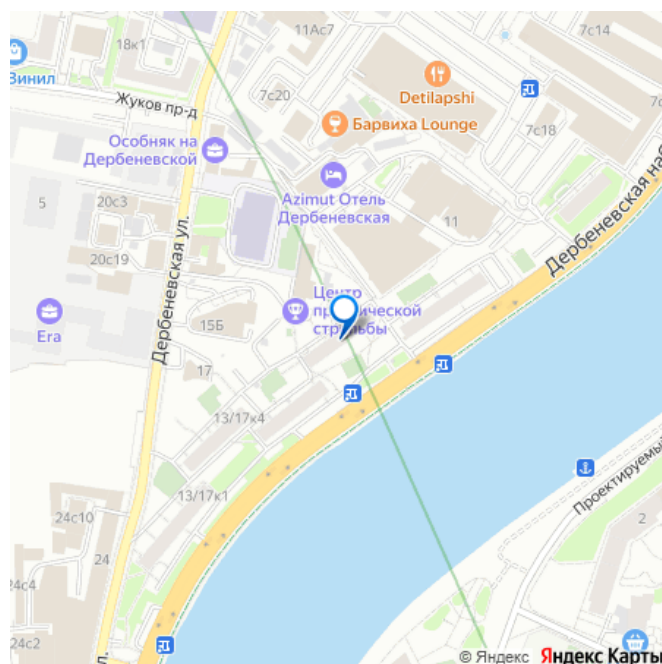 11Ас7
7с14
18к1
Винил
7с20
Detilapshi
Жуков пр-д
Барвиха Lounge
7с18
Особняк на
Дербеневской
Azimut Отель
Дербеневская
5
20с3
11
Дербеневская наб.
20с19
Дербеневская ул.
Центр
стрельбы
15Б
Era
17
13/17к4
13/17к1
Проектируемый
24с10
2
24
24с4
24с2
© Яндекс Яндекс Карты